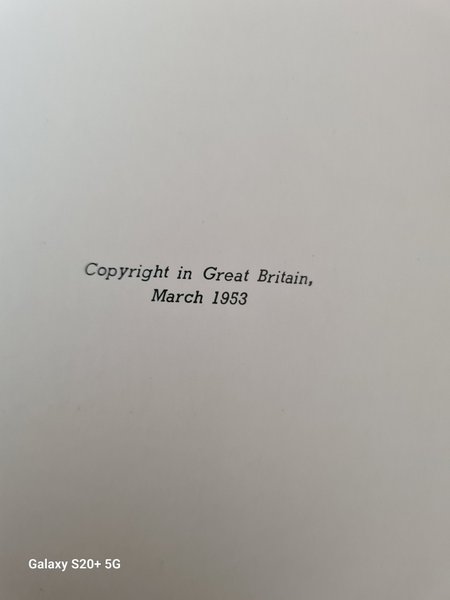 Copyright in Great Britain,
March 1953
Galaxy S20+ 5G